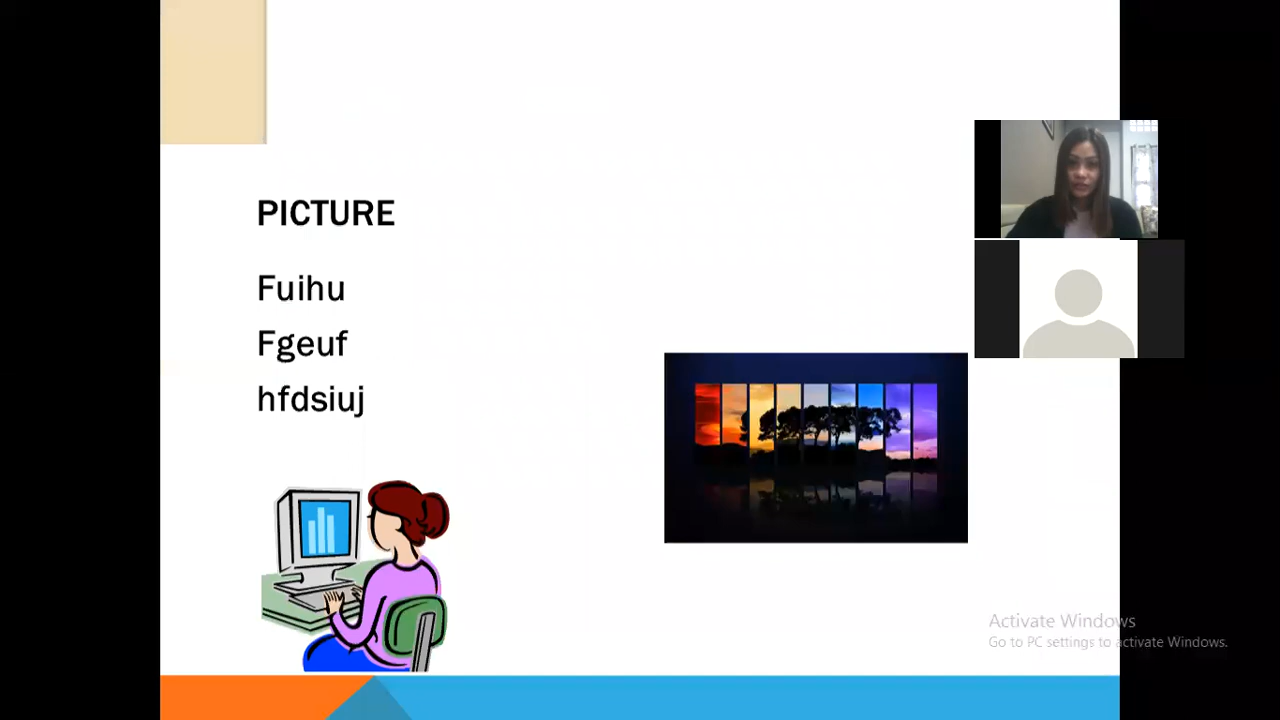 PICTURE
Fuihu
Fgeuf
hfdsiuj
Activate Windows
Go to PC settings to activate Windows.